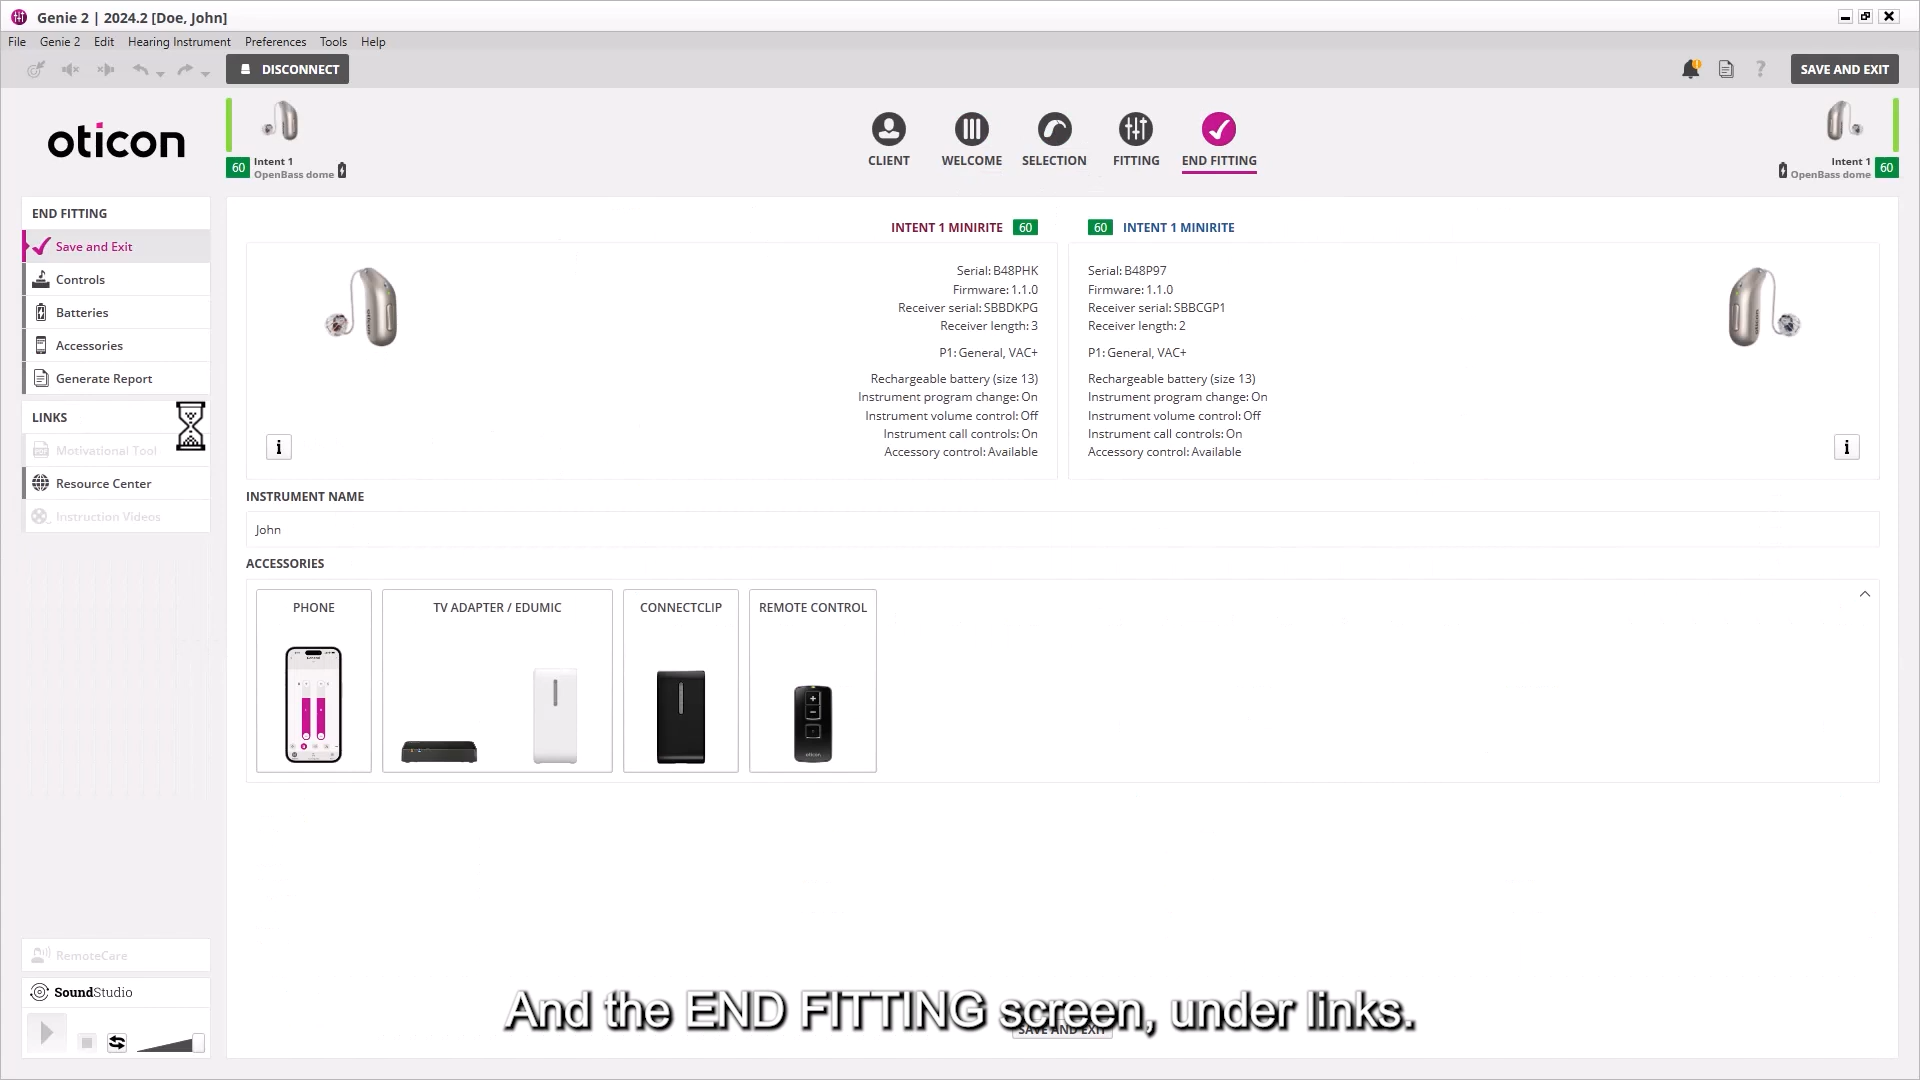 Genie 2 | 2024.2 [Doe, John]
File Genie 2 Edit Hearing Instrument Preferences Tools Help
DISCONNECT
SAVE AND EXIT
oticon
60 Intent 1
OpenBass dome
CLIENT WELCOME SELECTION FITTING END FITTING
Intent 1 60
OpenBass dome
END FITTING
Save and Exit
Controls
Batteries
Accessories
Generate Report
LINKS
Motivational Tool
Resource Center
Instruction Videos
INTENT 1 MINIRITE 60
Serial: B48PHK
Firmware: 1.1.0
Receiver serial: SBBDKPG
Receiver length: 3
P1: General, VAC+
Rechargeable battery (size 13)
Instrument program change: On
Instrument volume control: Off
Instrument call controls: On
Accessory control: Available
i
60 INTENT 1 MINIRITE
Serial: B48P97
Firmware: 1.1.0
Receiver serial: SBBCGP1
Receiver length: 2
P1: General, VAC+
Rechargeable battery (size 13)
Instrument program change: On
Instrument volume control: Off
Instrument call controls: On
Accessory control: Available
i
INSTRUMENT NAME
John
ACCESSORIES
PHONE
TV ADAPTER / EDUMIC
CONNECTCLIP
REMOTE CONTROL
oticon
RemoteCare
SoundStudio
And the END FITTING screen, under links.
SAVE AND EXIT